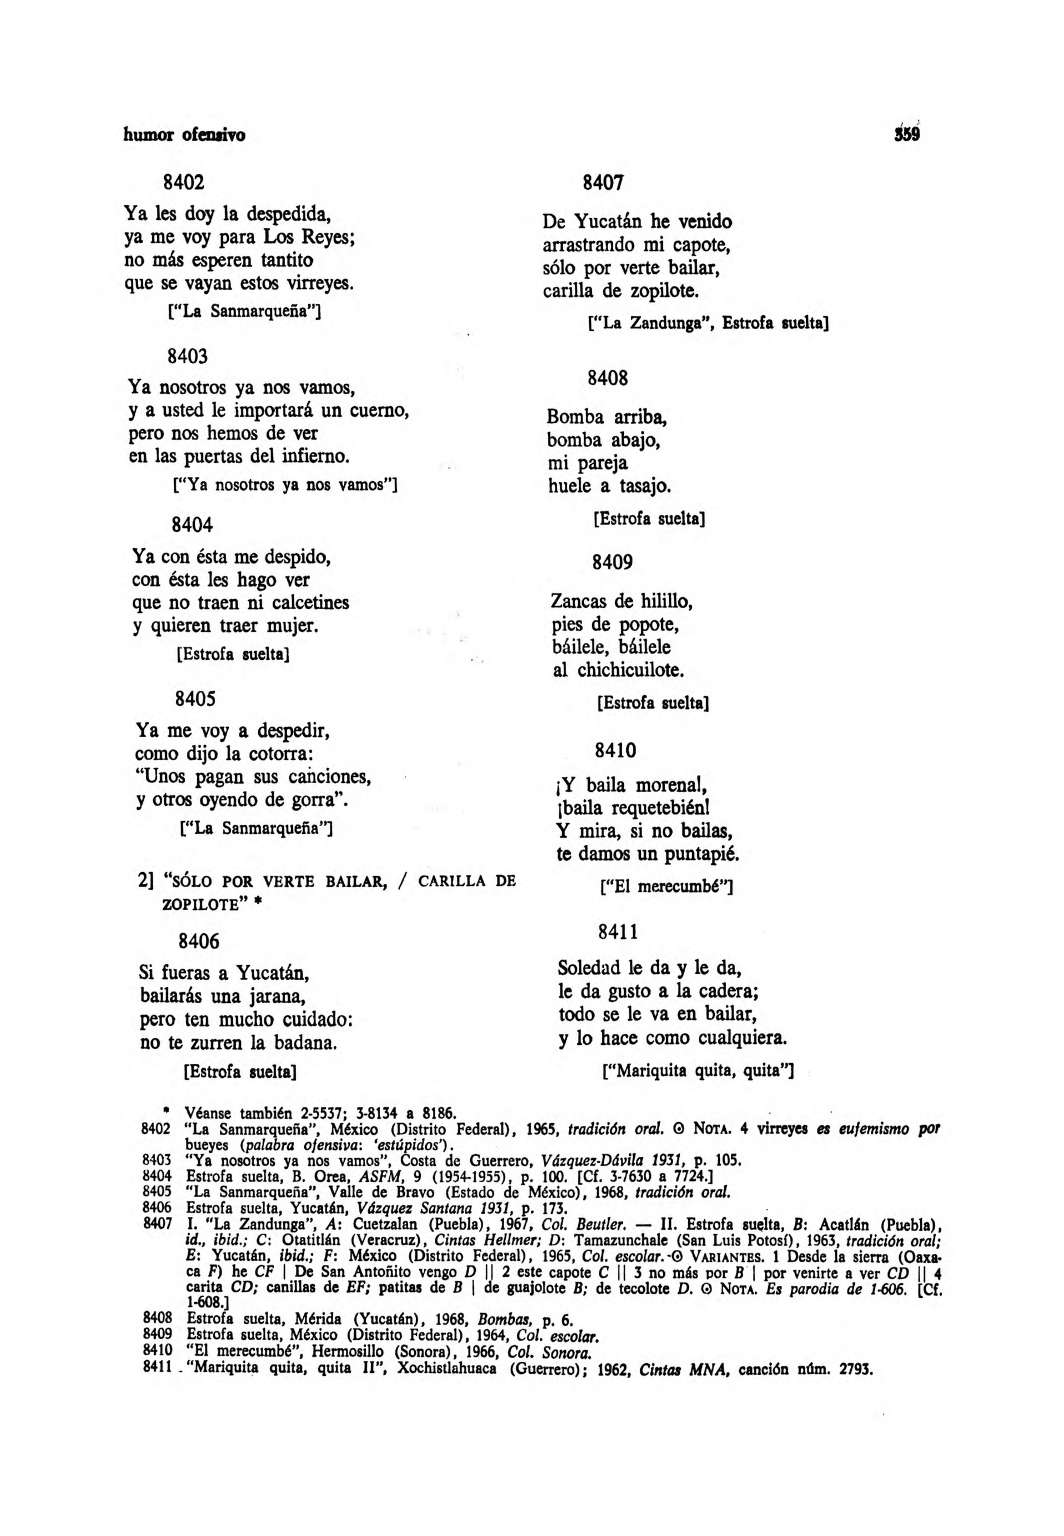 humor ofensivo 359
8402
Ya les doy la despedida,
ya me voy para Los Reyes;
no más esperen tantito
que se vayan estos virreyes.
["La Sanmarqueña"]
8403
Ya nosotros ya nos vamos,
y a usted le importará un cuerno,
pero nos hemos de ver
en las puertas del infierno.
["Ya nosotros ya nos vamos"]
8404
Ya con ésta me despido,
con ésta les hago ver
que no traen ni calcetines
y quieren traer mujer.
[Estrofa suelta]
8405
Ya me voy a despedir,
como dijo la cotorra:
“Unos pagan sus canciones,
y otros oyendo de gorra”.
["La Sanmarqueña"]
2] “SÓLO POR VERTE BAILAR, / CARILLA DE
ZOPILOTE” *
8406
Si fueras a Yucatán,
bailarás una jarana,
pero ten mucho cuidado:
no te zurren la badana.
[Estrofa suelta]
8407
De Yucatán he venido
arrastrando mi capote,
sólo por verte bailar,
carilla de zopilote.
["La Zandunga", Estrofa suelta]
8408
Bomba arriba,
bomba abajo,
mi pareja
huele a tasajo.
[Estrofa suelta]
8409
Zancas de hilillo,
pies de popote,
báilele, báilele
al chichicuilote.
[Estrofa suelta]
8410
¡Y baila morena!,
¡baila requetebién!
Y mira, si no bailas,
te damos un puntapié.
["El merecumbé"]
8411
Soledad le da y le da,
le da gusto a la cadera;
todo se le va en bailar,
y lo hace como cualquiera.
["Mariquita quita, quita"]
* Véanse también 2-5537; 3-8134 a 8186.
8402 "La Sanmarqueña", México (Distrito Federal), 1965, tradición oral. ⊙ NOTA. 4 virreyes es eufemismo por
bueyes (palabra ofensiva: 'estúpidos').
8403 "Ya nosotros ya nos vamos", Costa de Guerrero, Vázquez-Dávila 1931, p. 105.
8404 Estrofa suelta, B. Orea, ASFM, 9 (1954-1955), p. 100. [Cf. 3-7630 a 7724.]
8405 "La Sanmarqueña", Valle de Bravo (Estado de México), 1968, tradición oral.
8406 Estrofa suelta, Yucatán, Vázquez Santana 1931, p. 173.
8407 I. "La Zandunga", A: Cuetzalan (Puebla), 1967, Col. Beutler. — II. Estrofa suelta, B: Acatlán (Puebla),
id., ibid.; C: Otatitlán (Veracruz), Cintas Hellmer; D: Tamazunchale (San Luis Potosí), 1963, tradición oral;
E: Yucatán, ibid.; F: México (Distrito Federal), 1965, Col. escolar. ⊙ VARIANTES. 1 Desde la sierra (Oaxa-
ca F) he CF | De San Antoñito vengo D || 2 este capote C || 3 no más por B | por venirte a ver CD || 4
carita CD; canillas de EF; patitas de B | de guajolote B; de tecolote D. ⊙ NOTA. Es parodia de 1-606. [Cf.
1-608.]
8408 Estrofa suelta, Mérida (Yucatán), 1968, Bombas, p. 6.
8409 Estrofa suelta, México (Distrito Federal), 1964, Col. escolar.
8410 "El merecumbé", Hermosillo (Sonora), 1966, Col. Sonora.
8411 "Mariquita quita, quita II", Xochistlahuaca (Guerrero); 1962, Cintas MNA, canción núm. 2793.